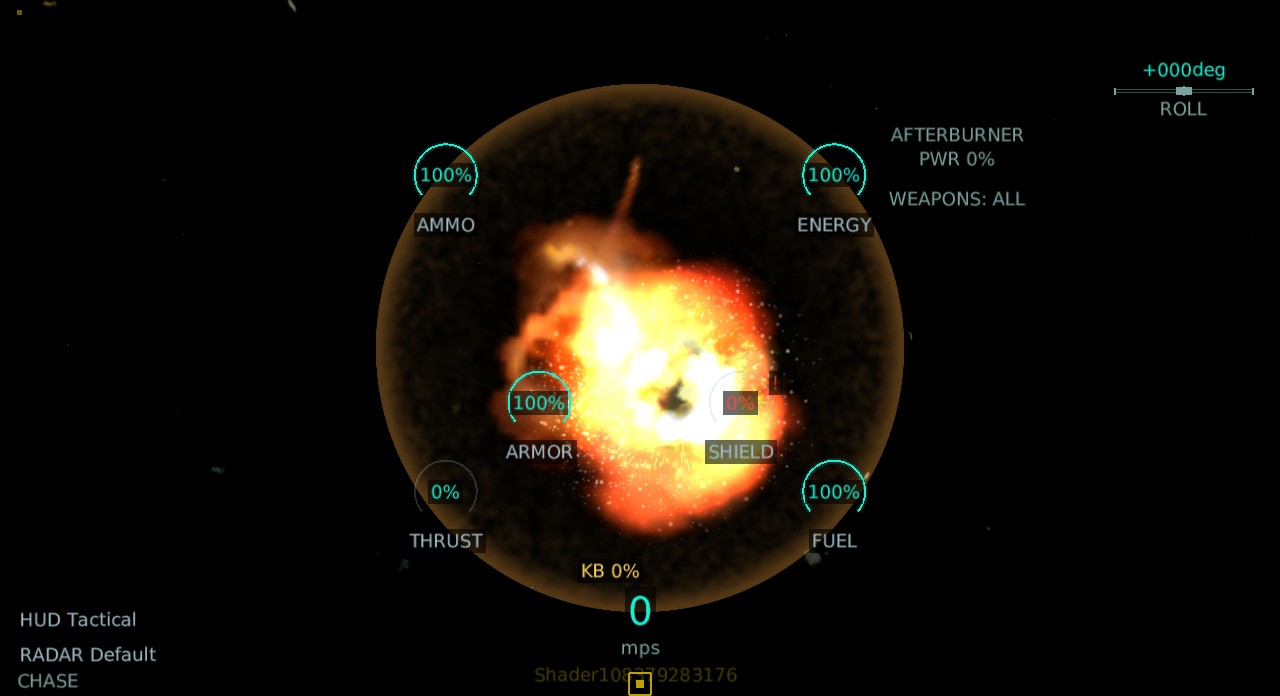 +000deg
ROLL
AFTERBURNER
PWR 0%
WEAPONS: ALL
100%
AMMO
100%
ENERGY
100%
ARMOR
0%
SHIELD
0%
THRUST
100%
FUEL
KB 0%
0
mps
HUD Tactical
RADAR Default
CHASE
Shader108379283176